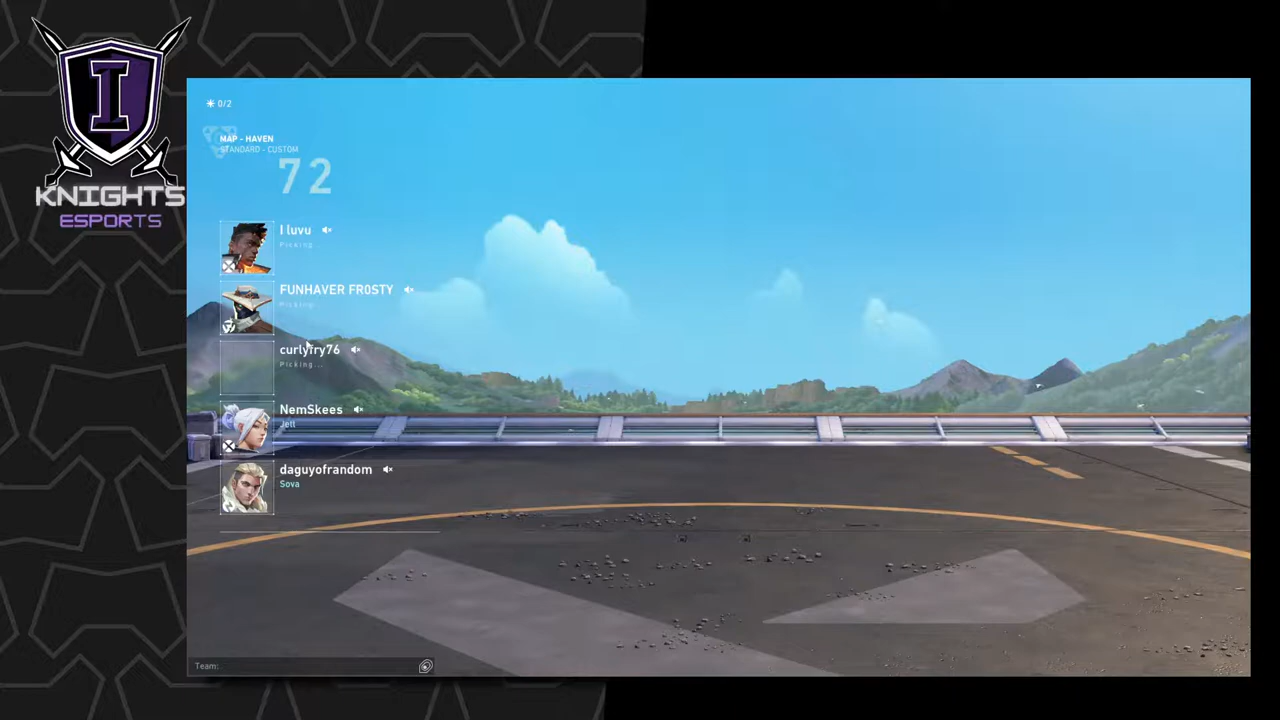 I
KNIGHTS
ESPORTS
0/2
MAP - HAVEN
STANDARD - CUSTOM
72
I luvu
Picking
FUNHAVER FR0STY
Picking
curlyfry76
Picking...
NemSkees
Jett
daguyofrandom
Sova
Team: